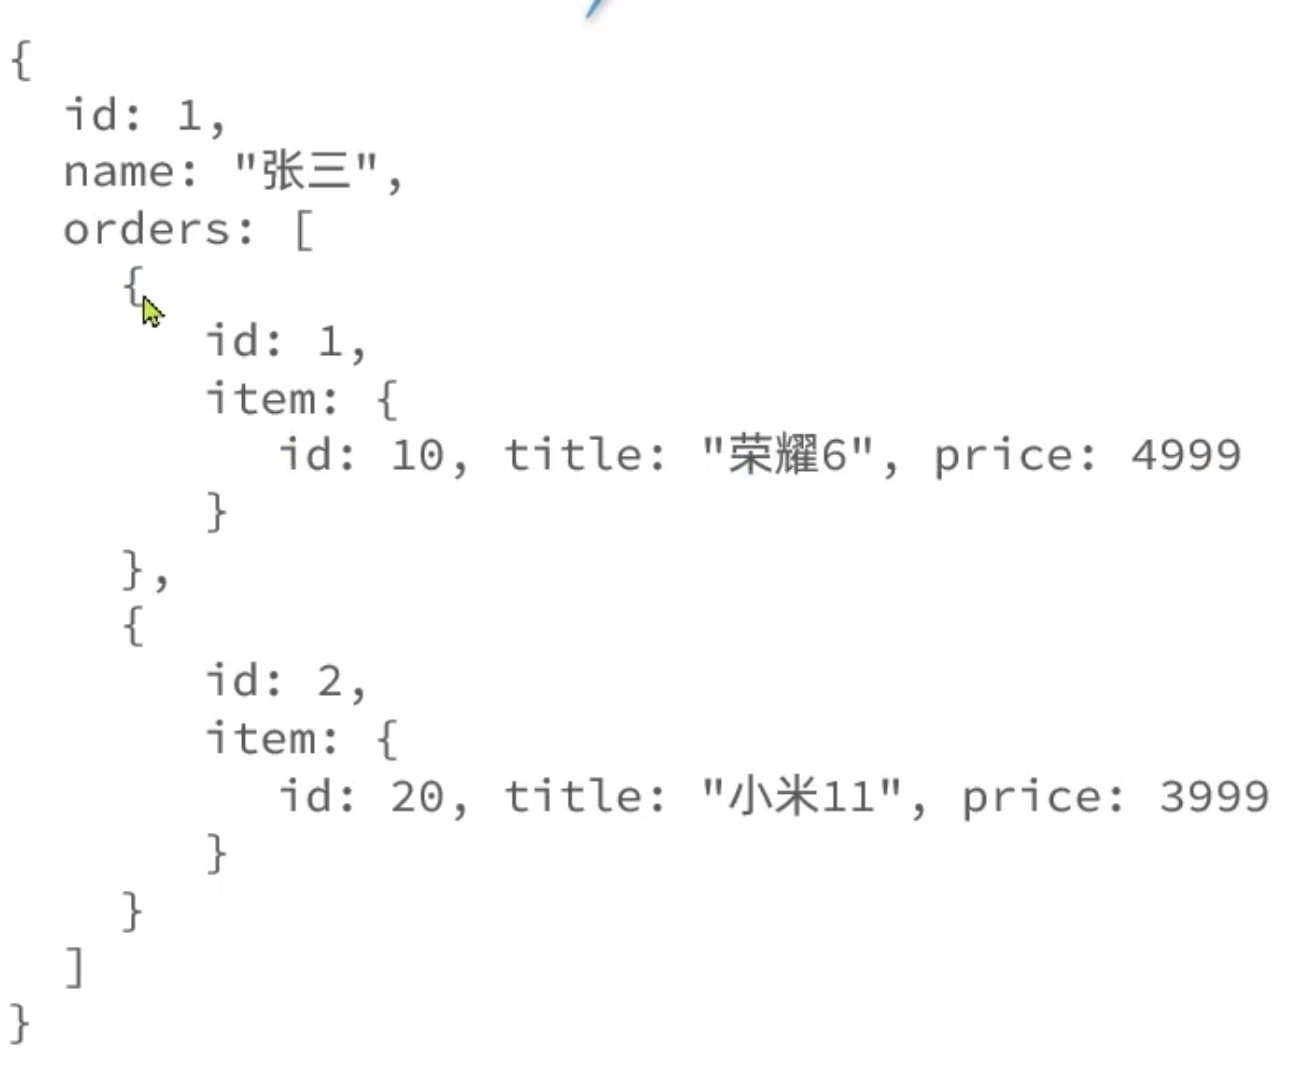 {
id: 1,
name: "张三",
orders: [
{
id: 1,
item: {
id: 10, title: "荣耀6", price: 4999
}
},
{
id: 2,
item: {
id: 20, title: "小米11", price: 3999
}
}
]
}